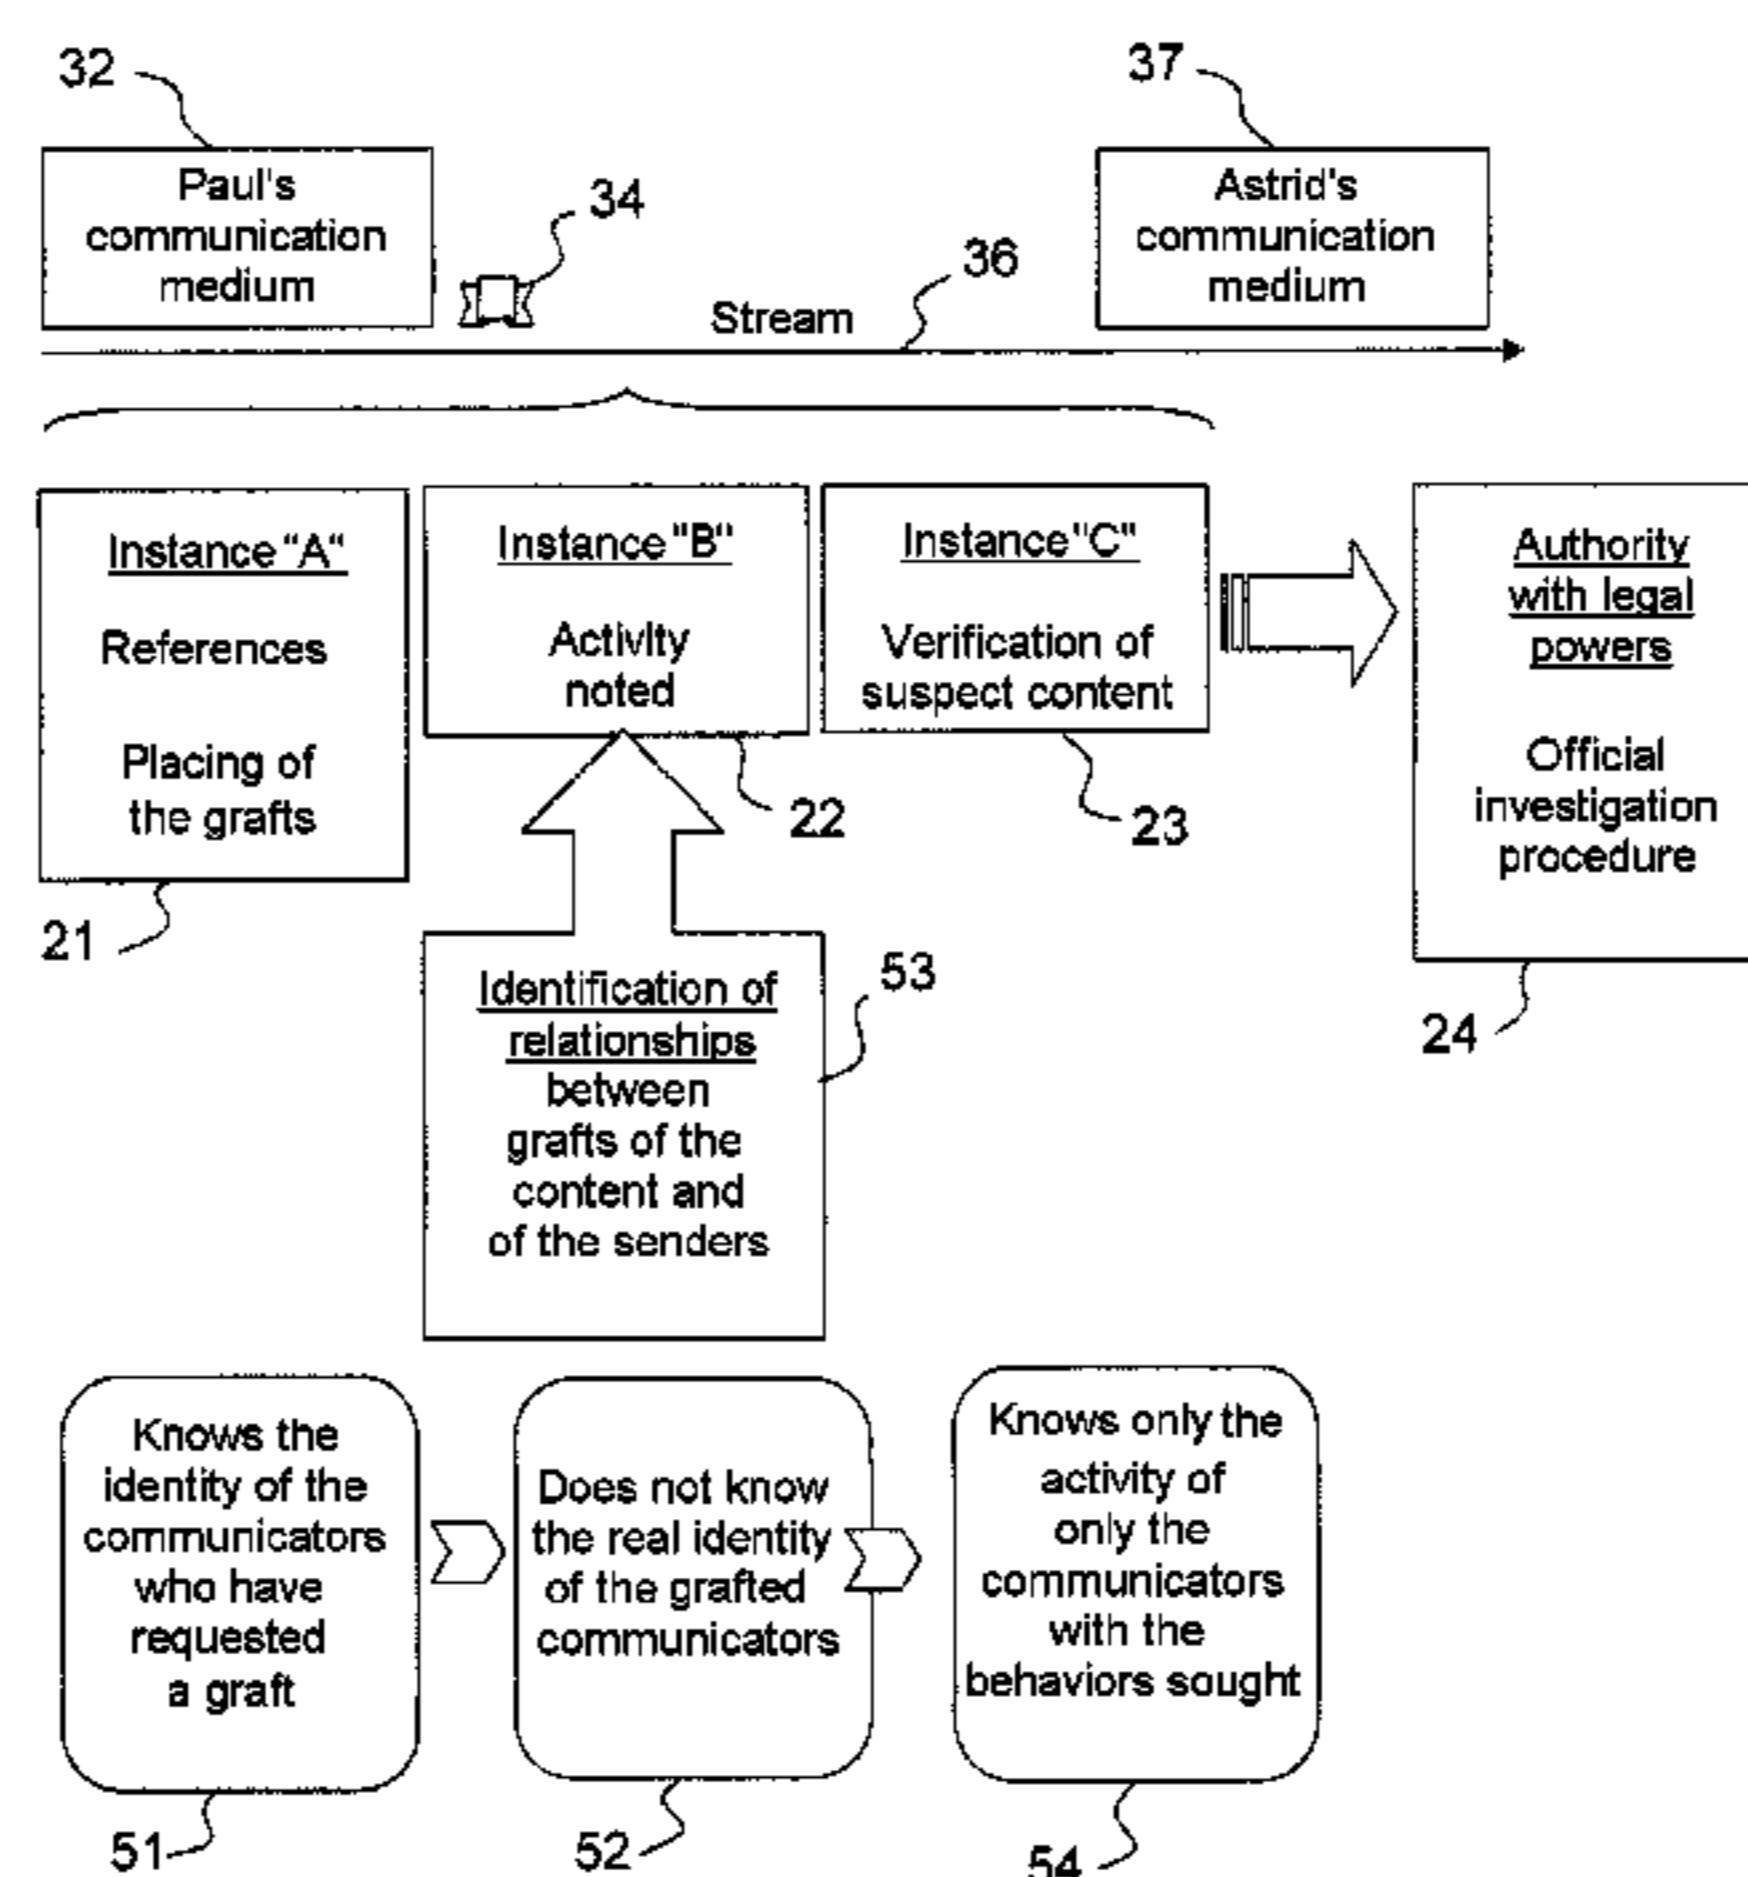 32
37
Paul's
communication
medium
34
36
Stream
Astrid's
communication
medium
Instance "A"
References
Placing of
the grafts
21
Instance "B"
Activity
noted
22
Instance "C"
Verification of
suspect content
23
Authority
with legal
powers
Official
investigation
procedure
24
Identification of
relationships
between
grafts of the
content and
of the senders
53
Knows the
identity of the
communicators
who have
requested
a graft
51
Does not know
the real identity
of the grafted
communicators
52
Knows only the
activity of
only the
communicators
with the
behaviors sought
54